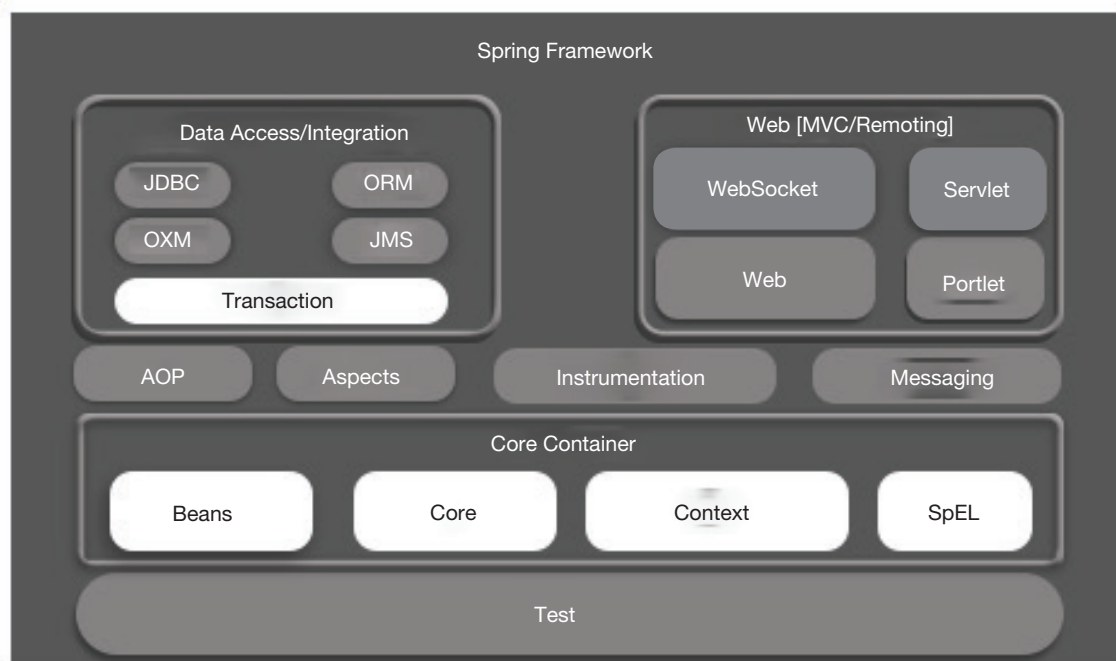 Spring Framework
Data Access/Integration
JDBC
ORM
OXM
JMS
Transaction
Web [MVC/Remoting]
WebSocket
Servlet
Web
Portlet
AOP
Aspects
Instrumentation
Messaging
Core Container
Beans
Core
Context
SpEL
Test